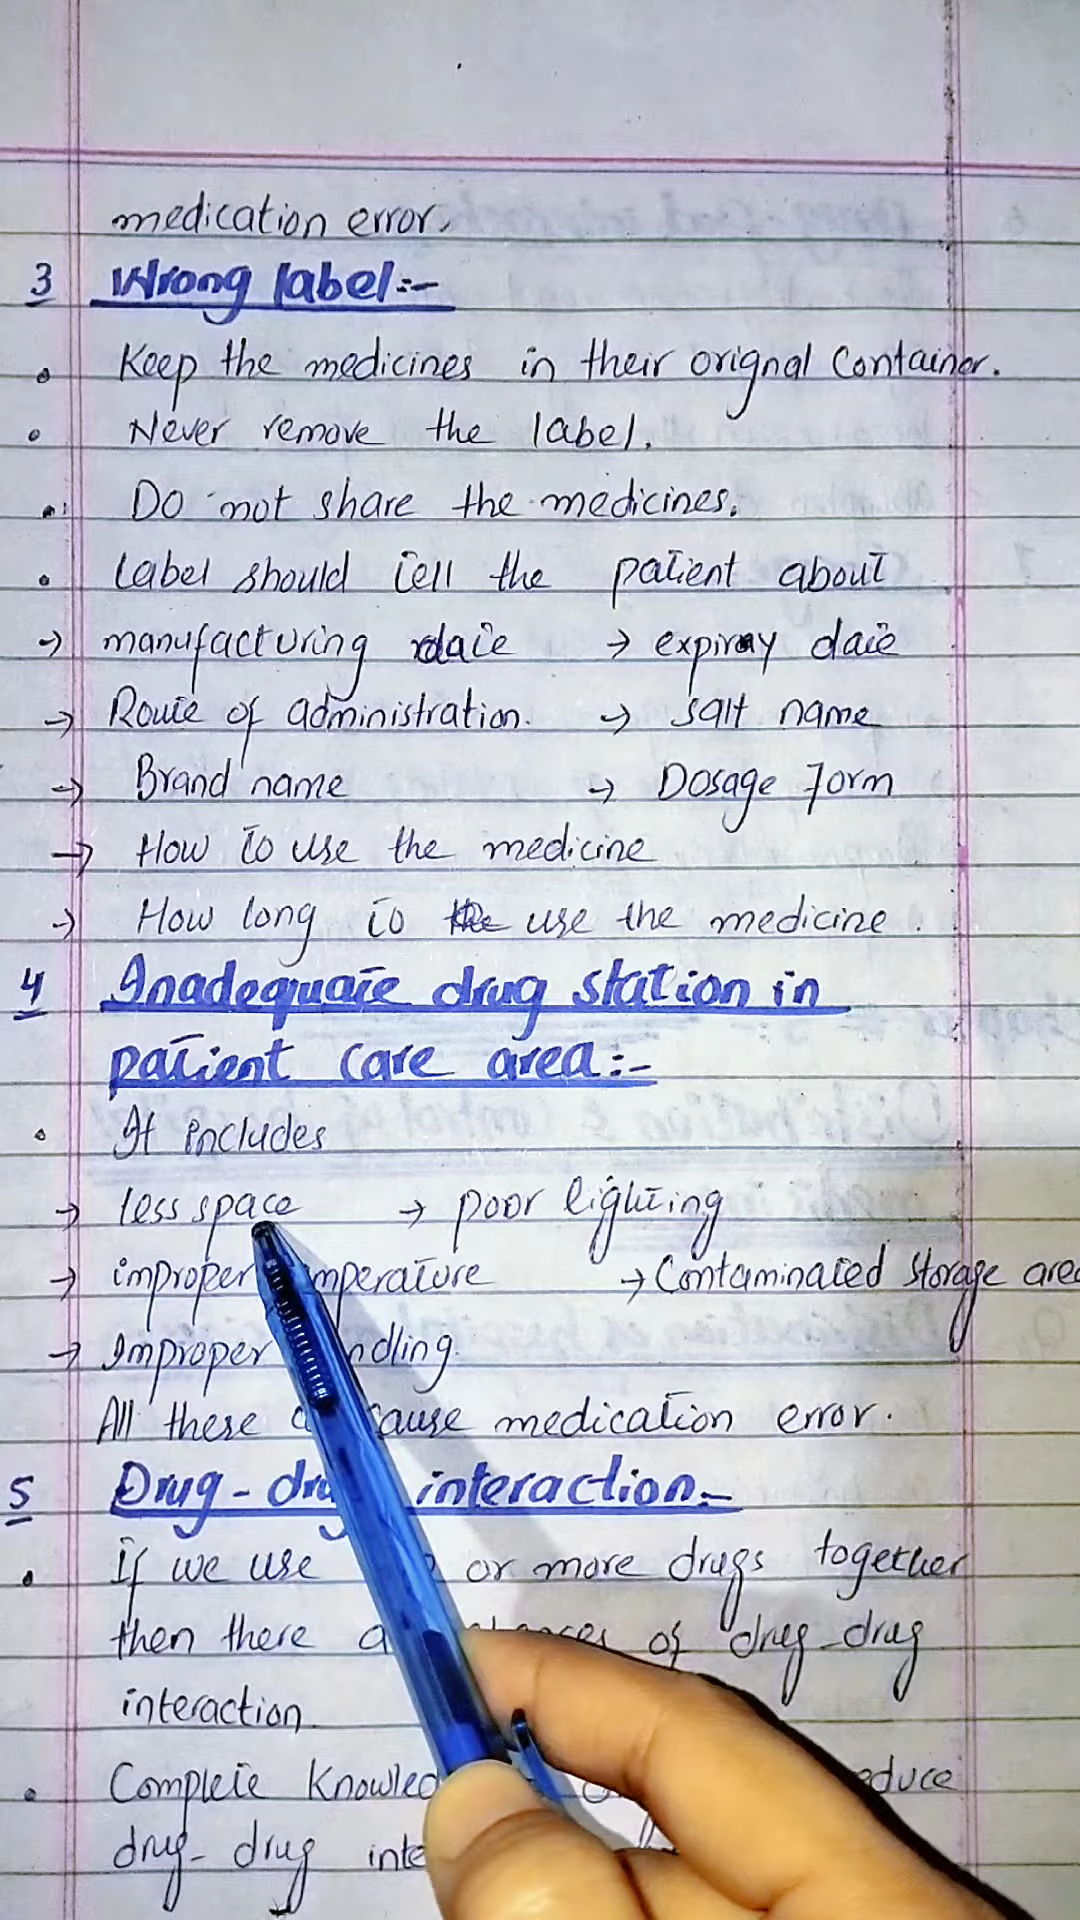 medication error.
3 Wrong label:-
• Keep the medicines in their orignal Container.
• Never remove the label.
• Do not share the medicines.
• Label should tell the patient about
→ manufacturing date → expiray date
→ Route of administration. → Salt name
→ Brand name → Dosage Form
→ How to use the medicine
→ How long to use the medicine.
4 Inadequate drug station in
patient care area:-
• It includes
→ less space → poor lighting
→ improper → Contaminated storage area
→ Improper
All these cause medication error.
5 Drug - interaction:-
• If we use or more drugs together
then there of drug-drug
interaction.
• Complete
drug-drug